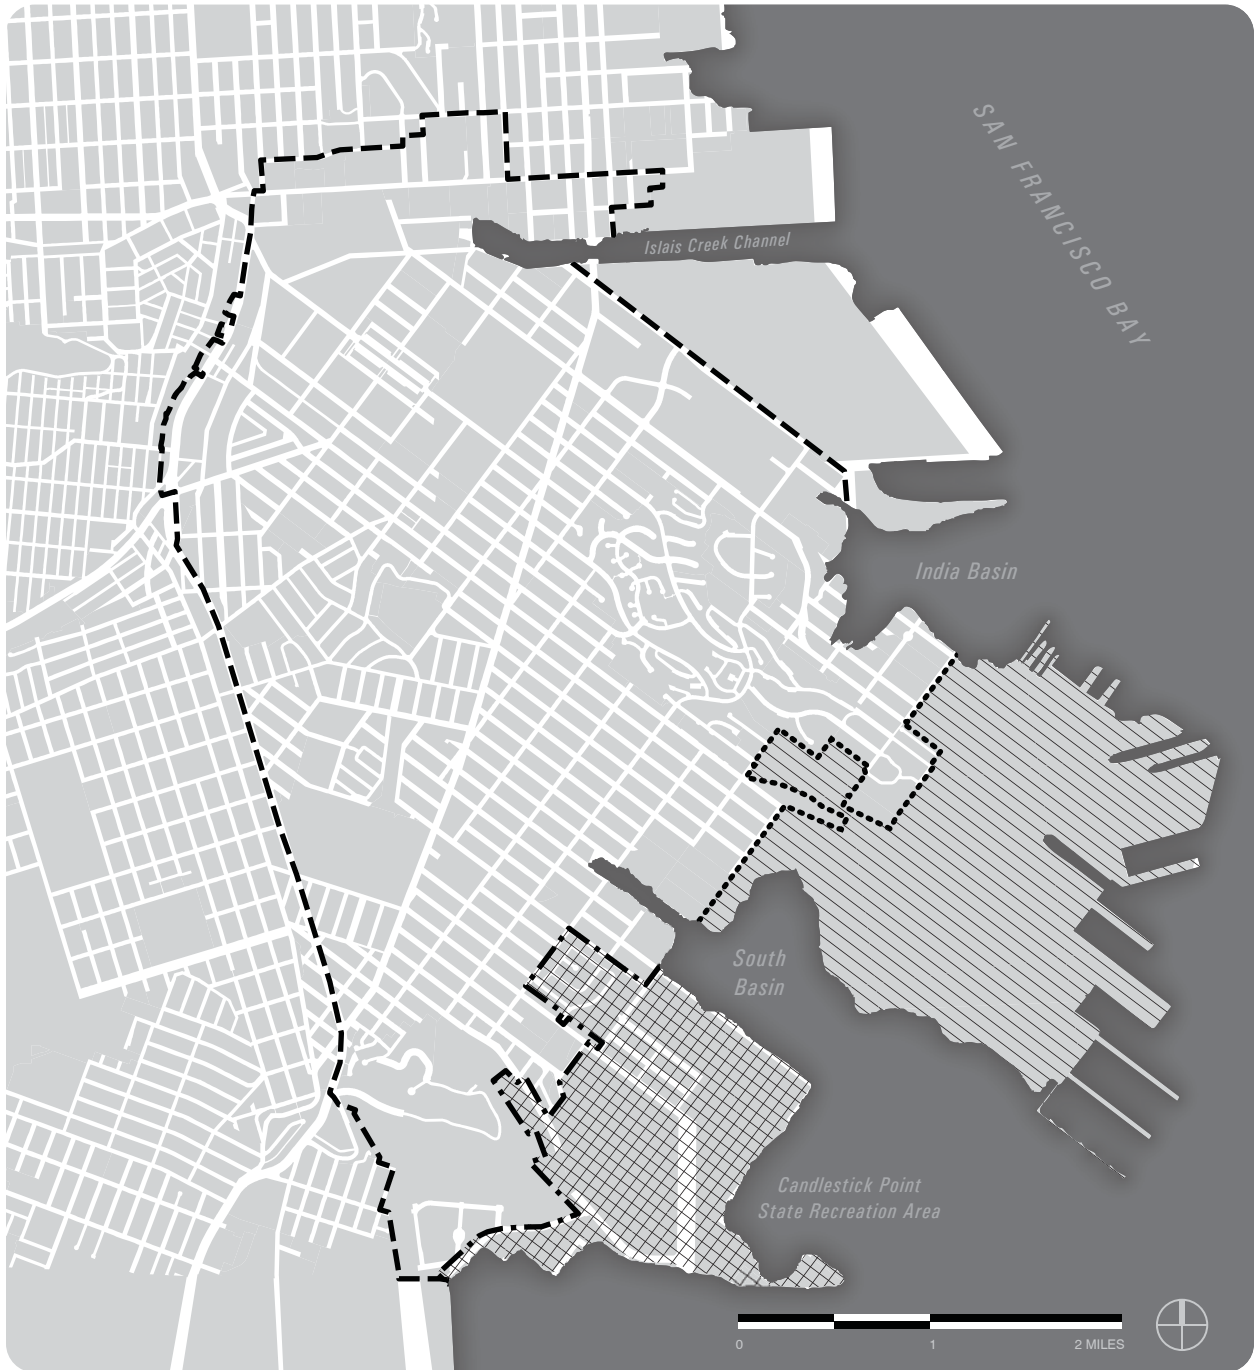 SAN FRANCISCO BAY
Islais Creek Channel
India Basin
South
Basin
Candlestick Point
State Recreation Area
0 1 2 MILES